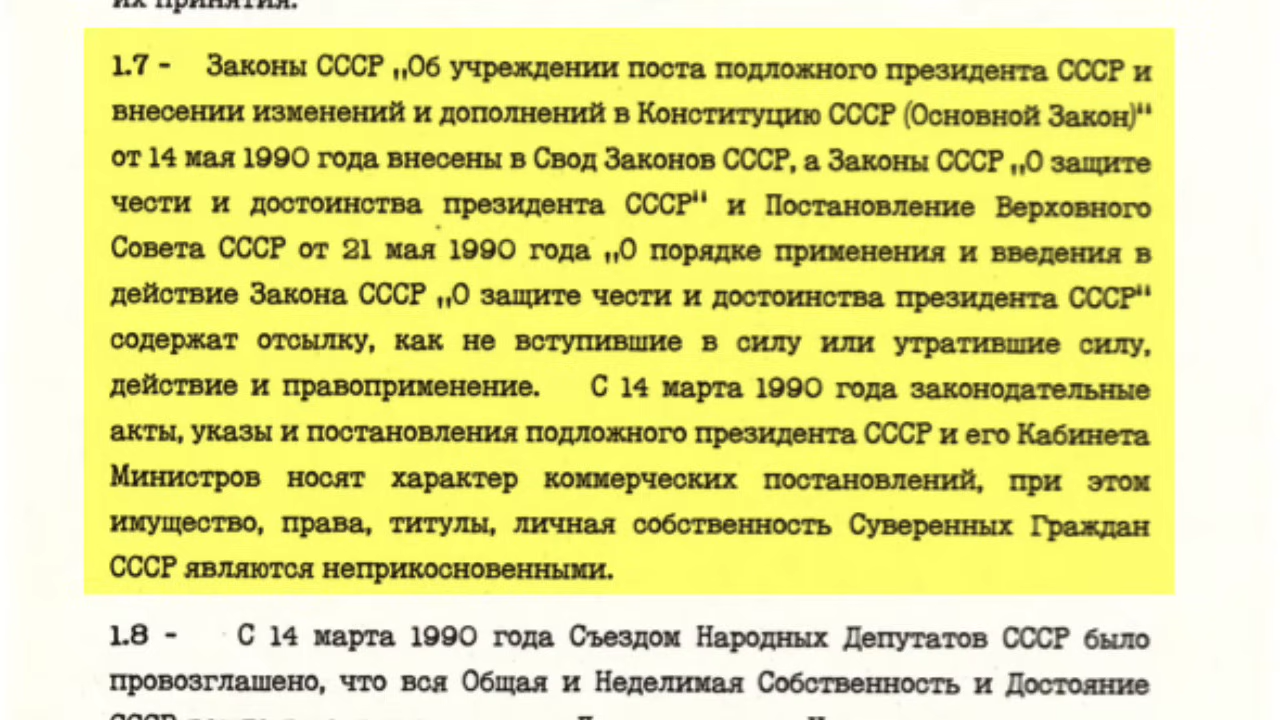 их принятия.
1.7 - Законы СССР „Об учреждении поста подложного президента СССР и
внесении изменений и дополнений в Конституцию СССР (Основной Закон)"
от 14 мая 1990 года внесены в Свод Законов СССР, а Законы СССР „О защите
чести и достоинства президента СССР" и Постановление Верховного
Совета СССР от 21 мая 1990 года „О порядке применения и введения в
действие Закона СССР „О защите чести и достоинства президента СССР"
содержат отсылку, как не вступившие в силу или утратившие силу,
действие и правоприменение. С 14 марта 1990 года законодательные
акты, указы и постановления подложного президента СССР и его Кабинета
Министров носят характер коммерческих постановлений, при этом
имущество, права, титулы, личная собственность Суверенных Граждан
СССР являются неприкосновенными.
1.8 - С 14 марта 1990 года Съездом Народных Депутатов СССР было
провозглашено, что вся Общая и Неделимая Собственность и Достояние
СССР